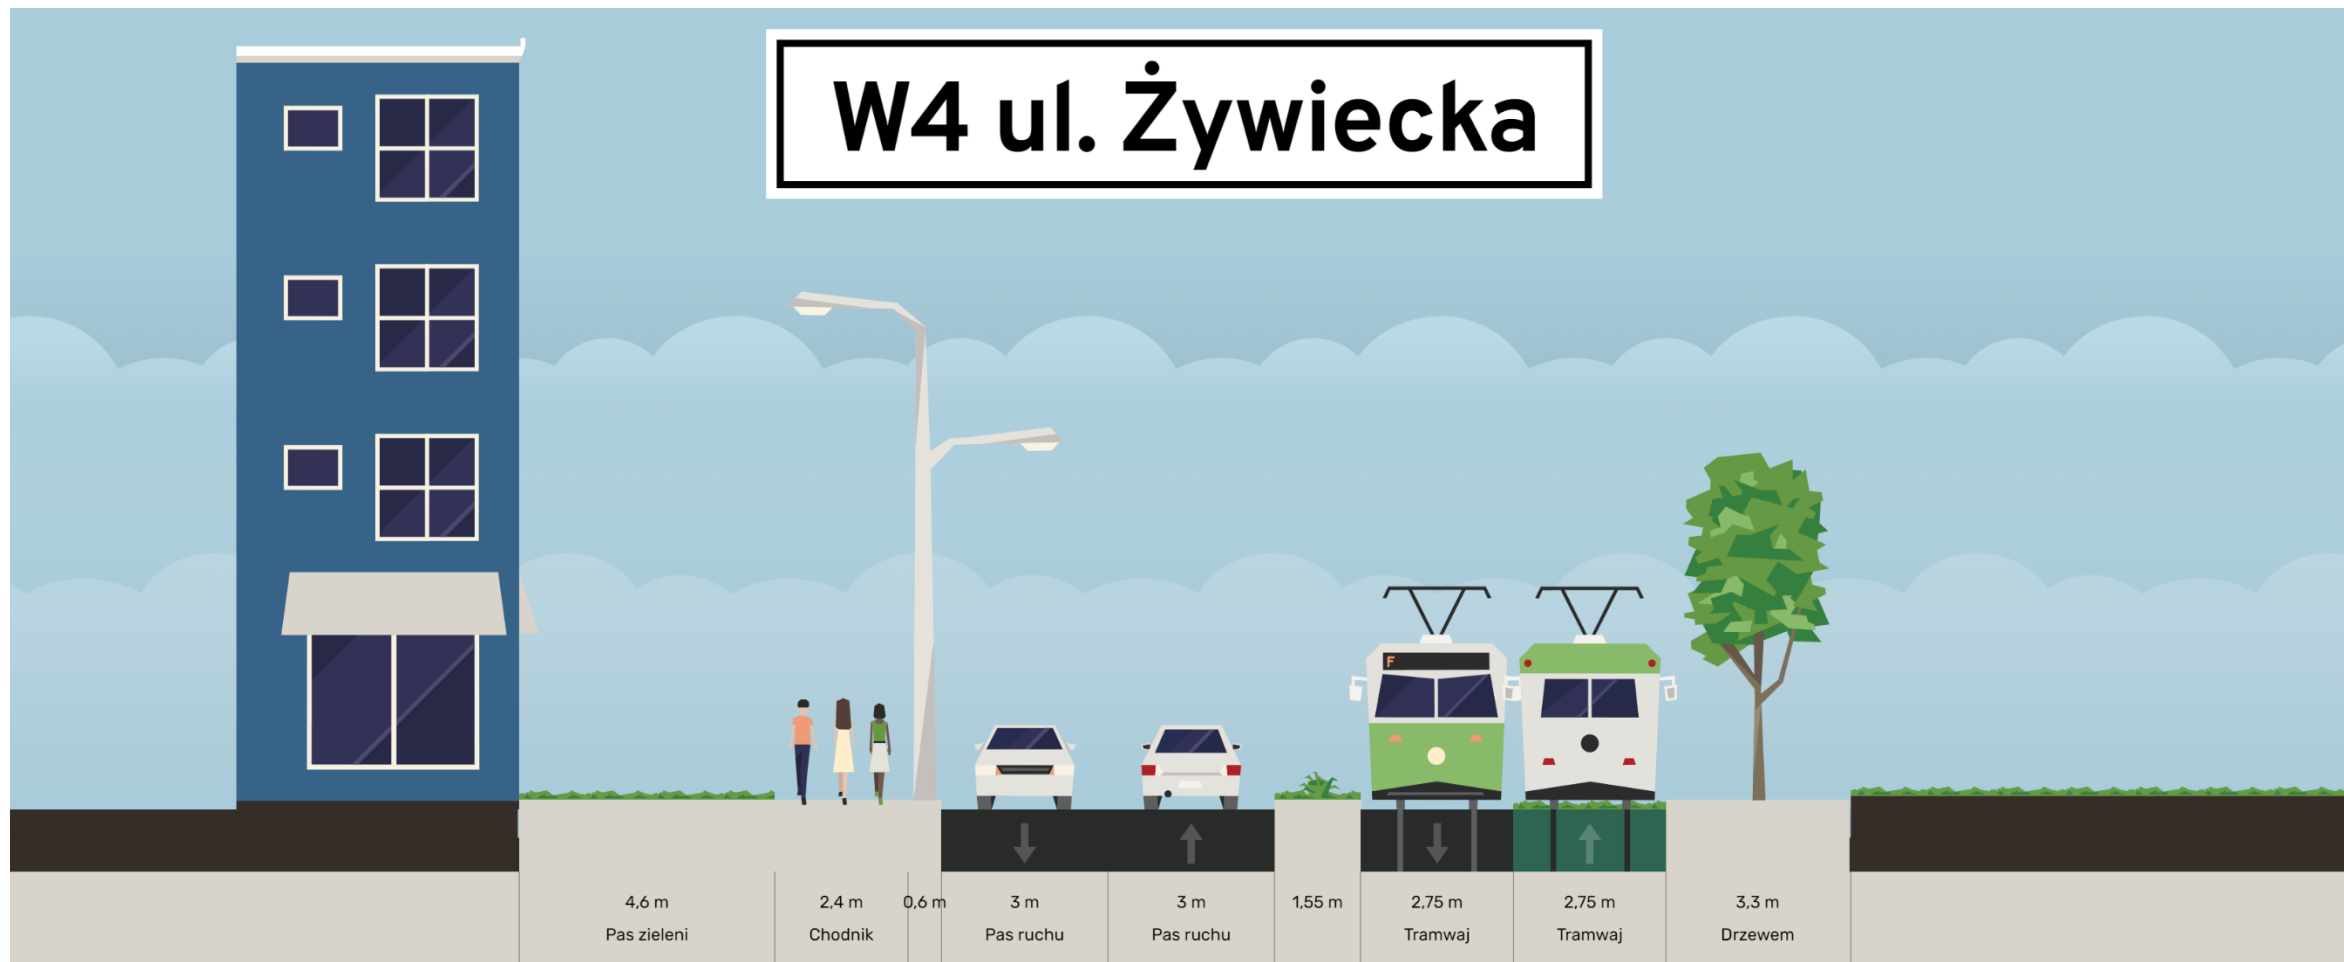 W4 ul. Żywiecka
F
4,6 m
Pas zieleni
2,4 m
Chodnik
0,6 m
3 m
Pas ruchu
3 m
Pas ruchu
1,55 m
2,75 m
Tramwaj
2,75 m
Tramwaj
3,3 m
Drzewem